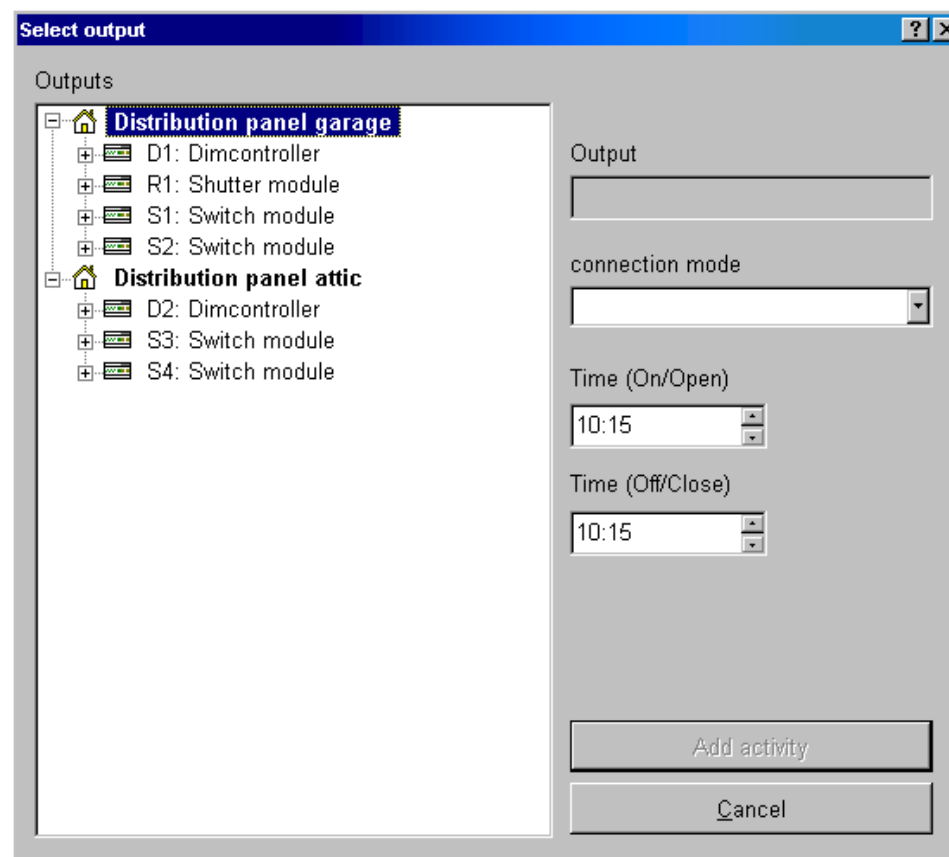 Select output
Outputs
Distribution panel garage
D1: Dimcontroller
R1: Shutter module
S1: Switch module
S2: Switch module
Distribution panel attic
D2: Dimcontroller
S3: Switch module
S4: Switch module
Output
connection mode
Time (On/Open)
10:15
Time (Off/Close)
10:15
Add activity
Cancel